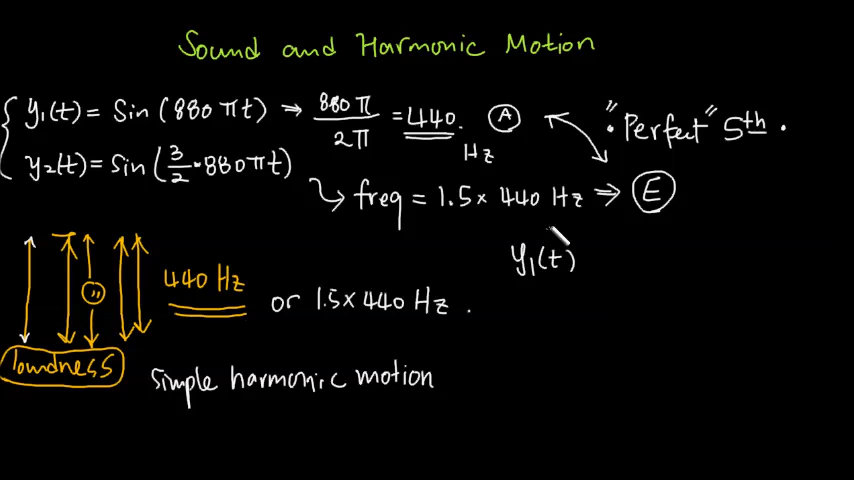 Sound and Harmonic Motion
y₁(t) = Sin (880πt) ⇒ 880π/2π = 440. Hz Ⓐ
"Perfect" 5th.
y₂(t) = Sin (3/2 · 880πt)
freq = 1.5 × 440 Hz ⇒ Ⓔ
y₁(t)
440 Hz
or 1.5 × 440 Hz.
loudness
simple harmonic motion